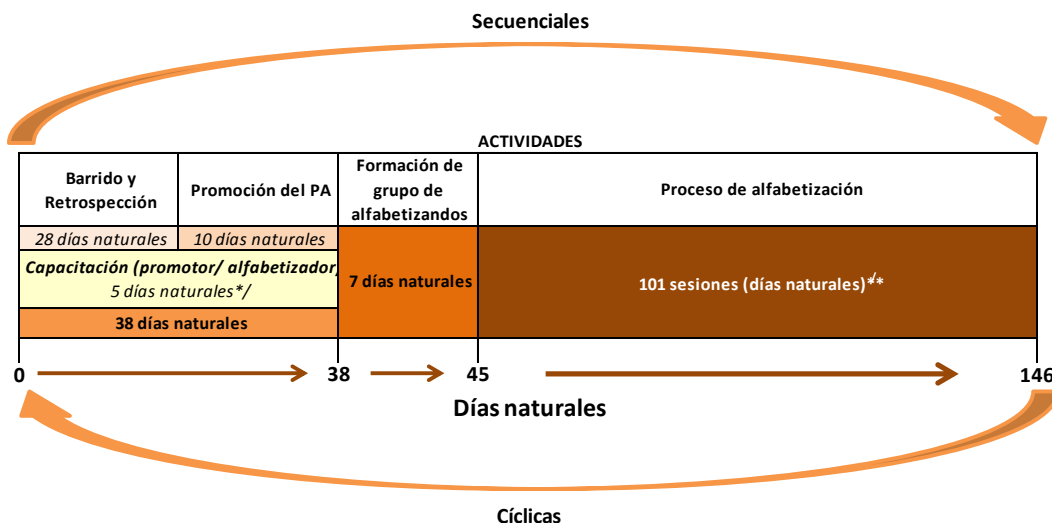 Secuenciales
ACTIVIDADES
Barrido y
Retrospección
Promoción del PA
Formación de
grupo de
alfabetizandos
Proceso de alfabetización
28 días naturales
10 días naturales
Capacitación (promotor/ alfabetizador,
5 días naturales*/
38 días naturales
7 días naturales
101 sesiones (días naturales)**/
0
38
45
146
Días naturales
Cíclicas